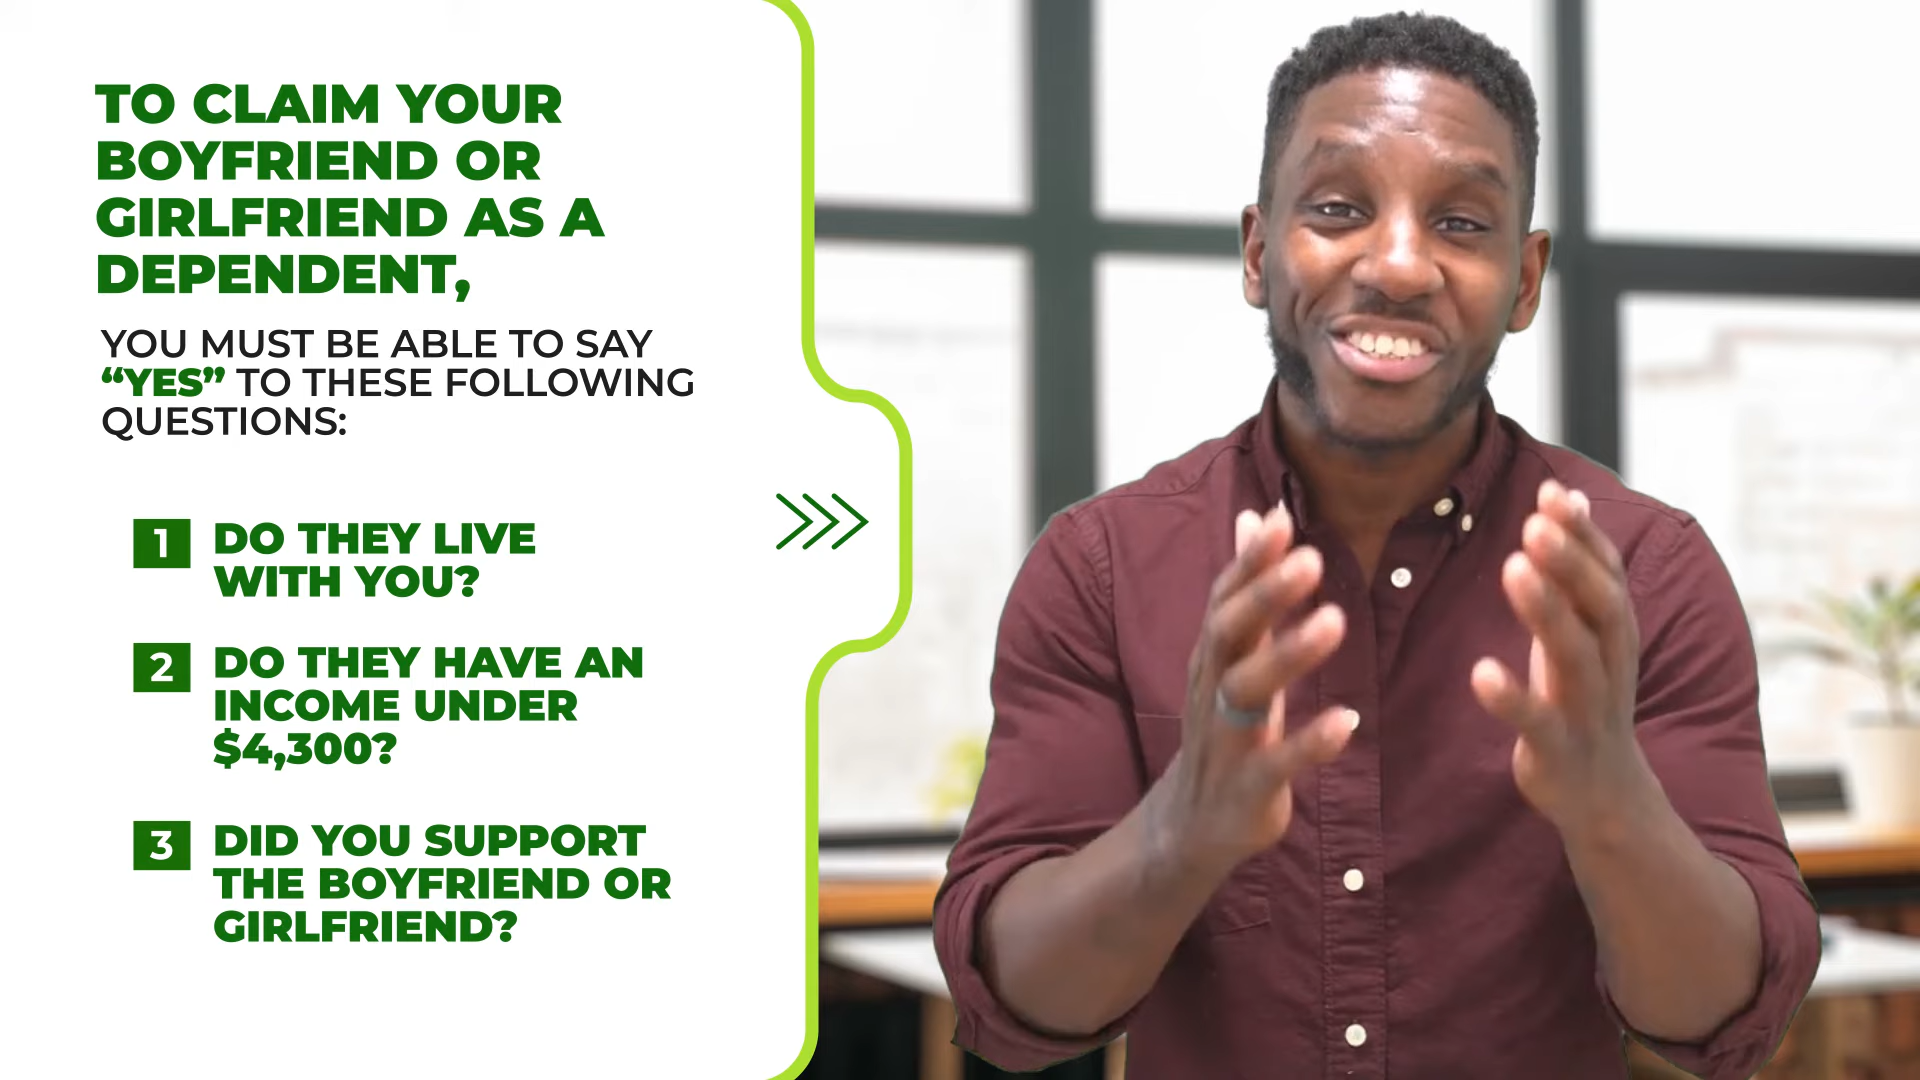 TO CLAIM YOUR
BOYFRIEND OR
GIRLFRIEND AS A
DEPENDENT,
YOU MUST BE ABLE TO SAY
“YES” TO THESE FOLLOWING
QUESTIONS:
1 DO THEY LIVE
WITH YOU?
2 DO THEY HAVE AN
INCOME UNDER
$4,300?
3 DID YOU SUPPORT
THE BOYFRIEND OR
GIRLFRIEND?